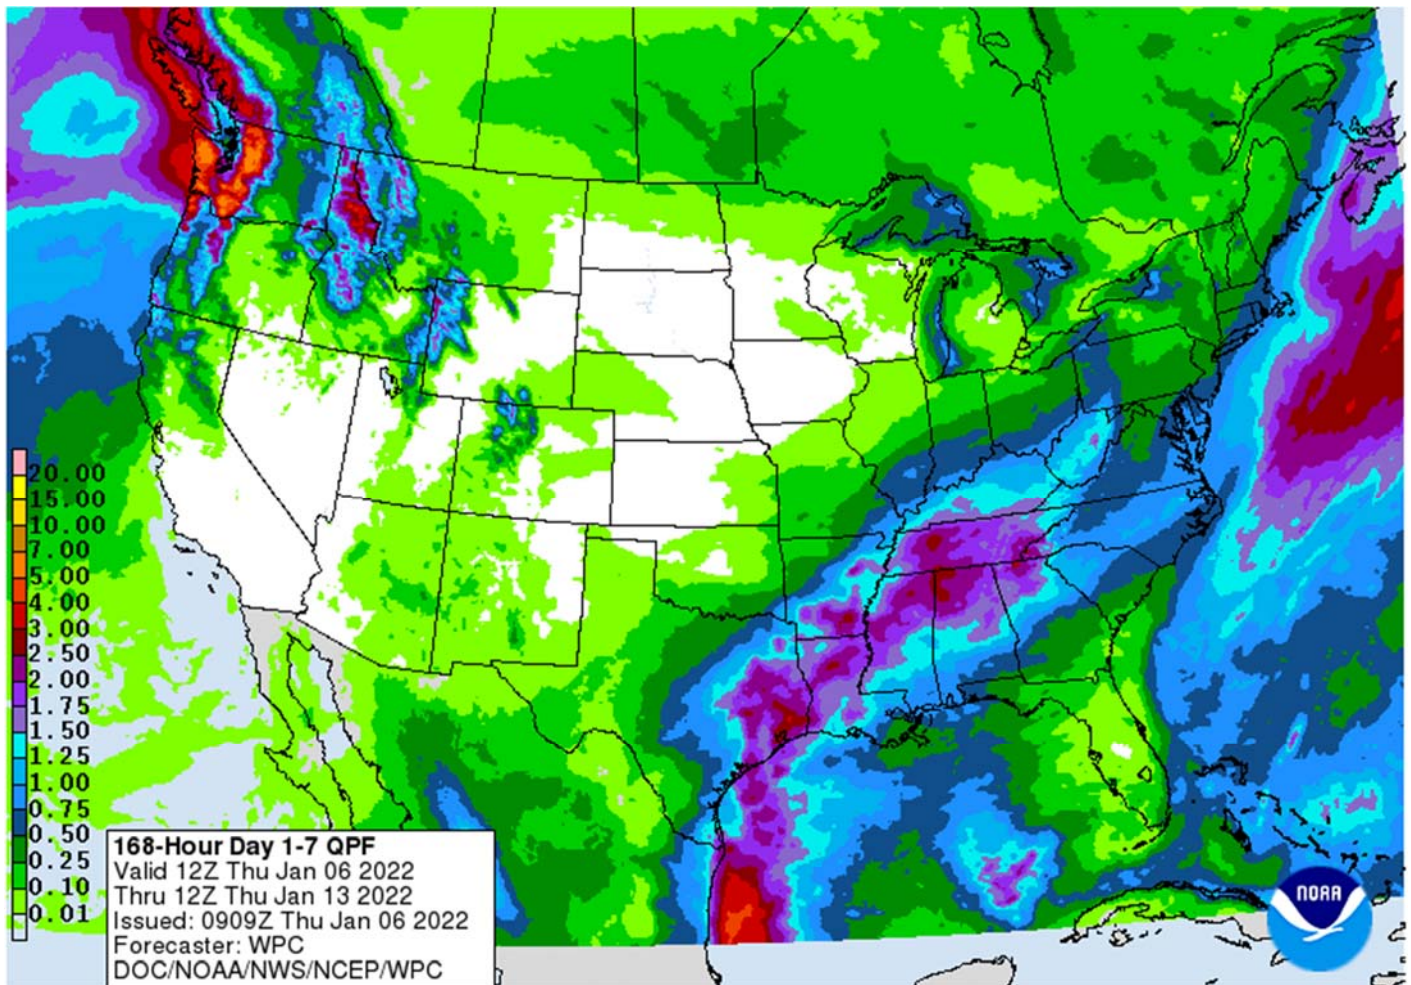 20.00
15.00
10.00
7.00
5.00
4.00
3.00
2.50
2.00
1.75
1.50
1.25
1.00
0.75
0.50
0.25
0.10
0.01
168-Hour Day 1-7 QPF
Valid 12Z Thu Jan 06 2022
Thru 12Z Thu Jan 13 2022
Issued: 0909Z Thu Jan 06 2022
Forecaster: WPC
DOC/NOAA/NWS/NCEP/WPC
NOAA